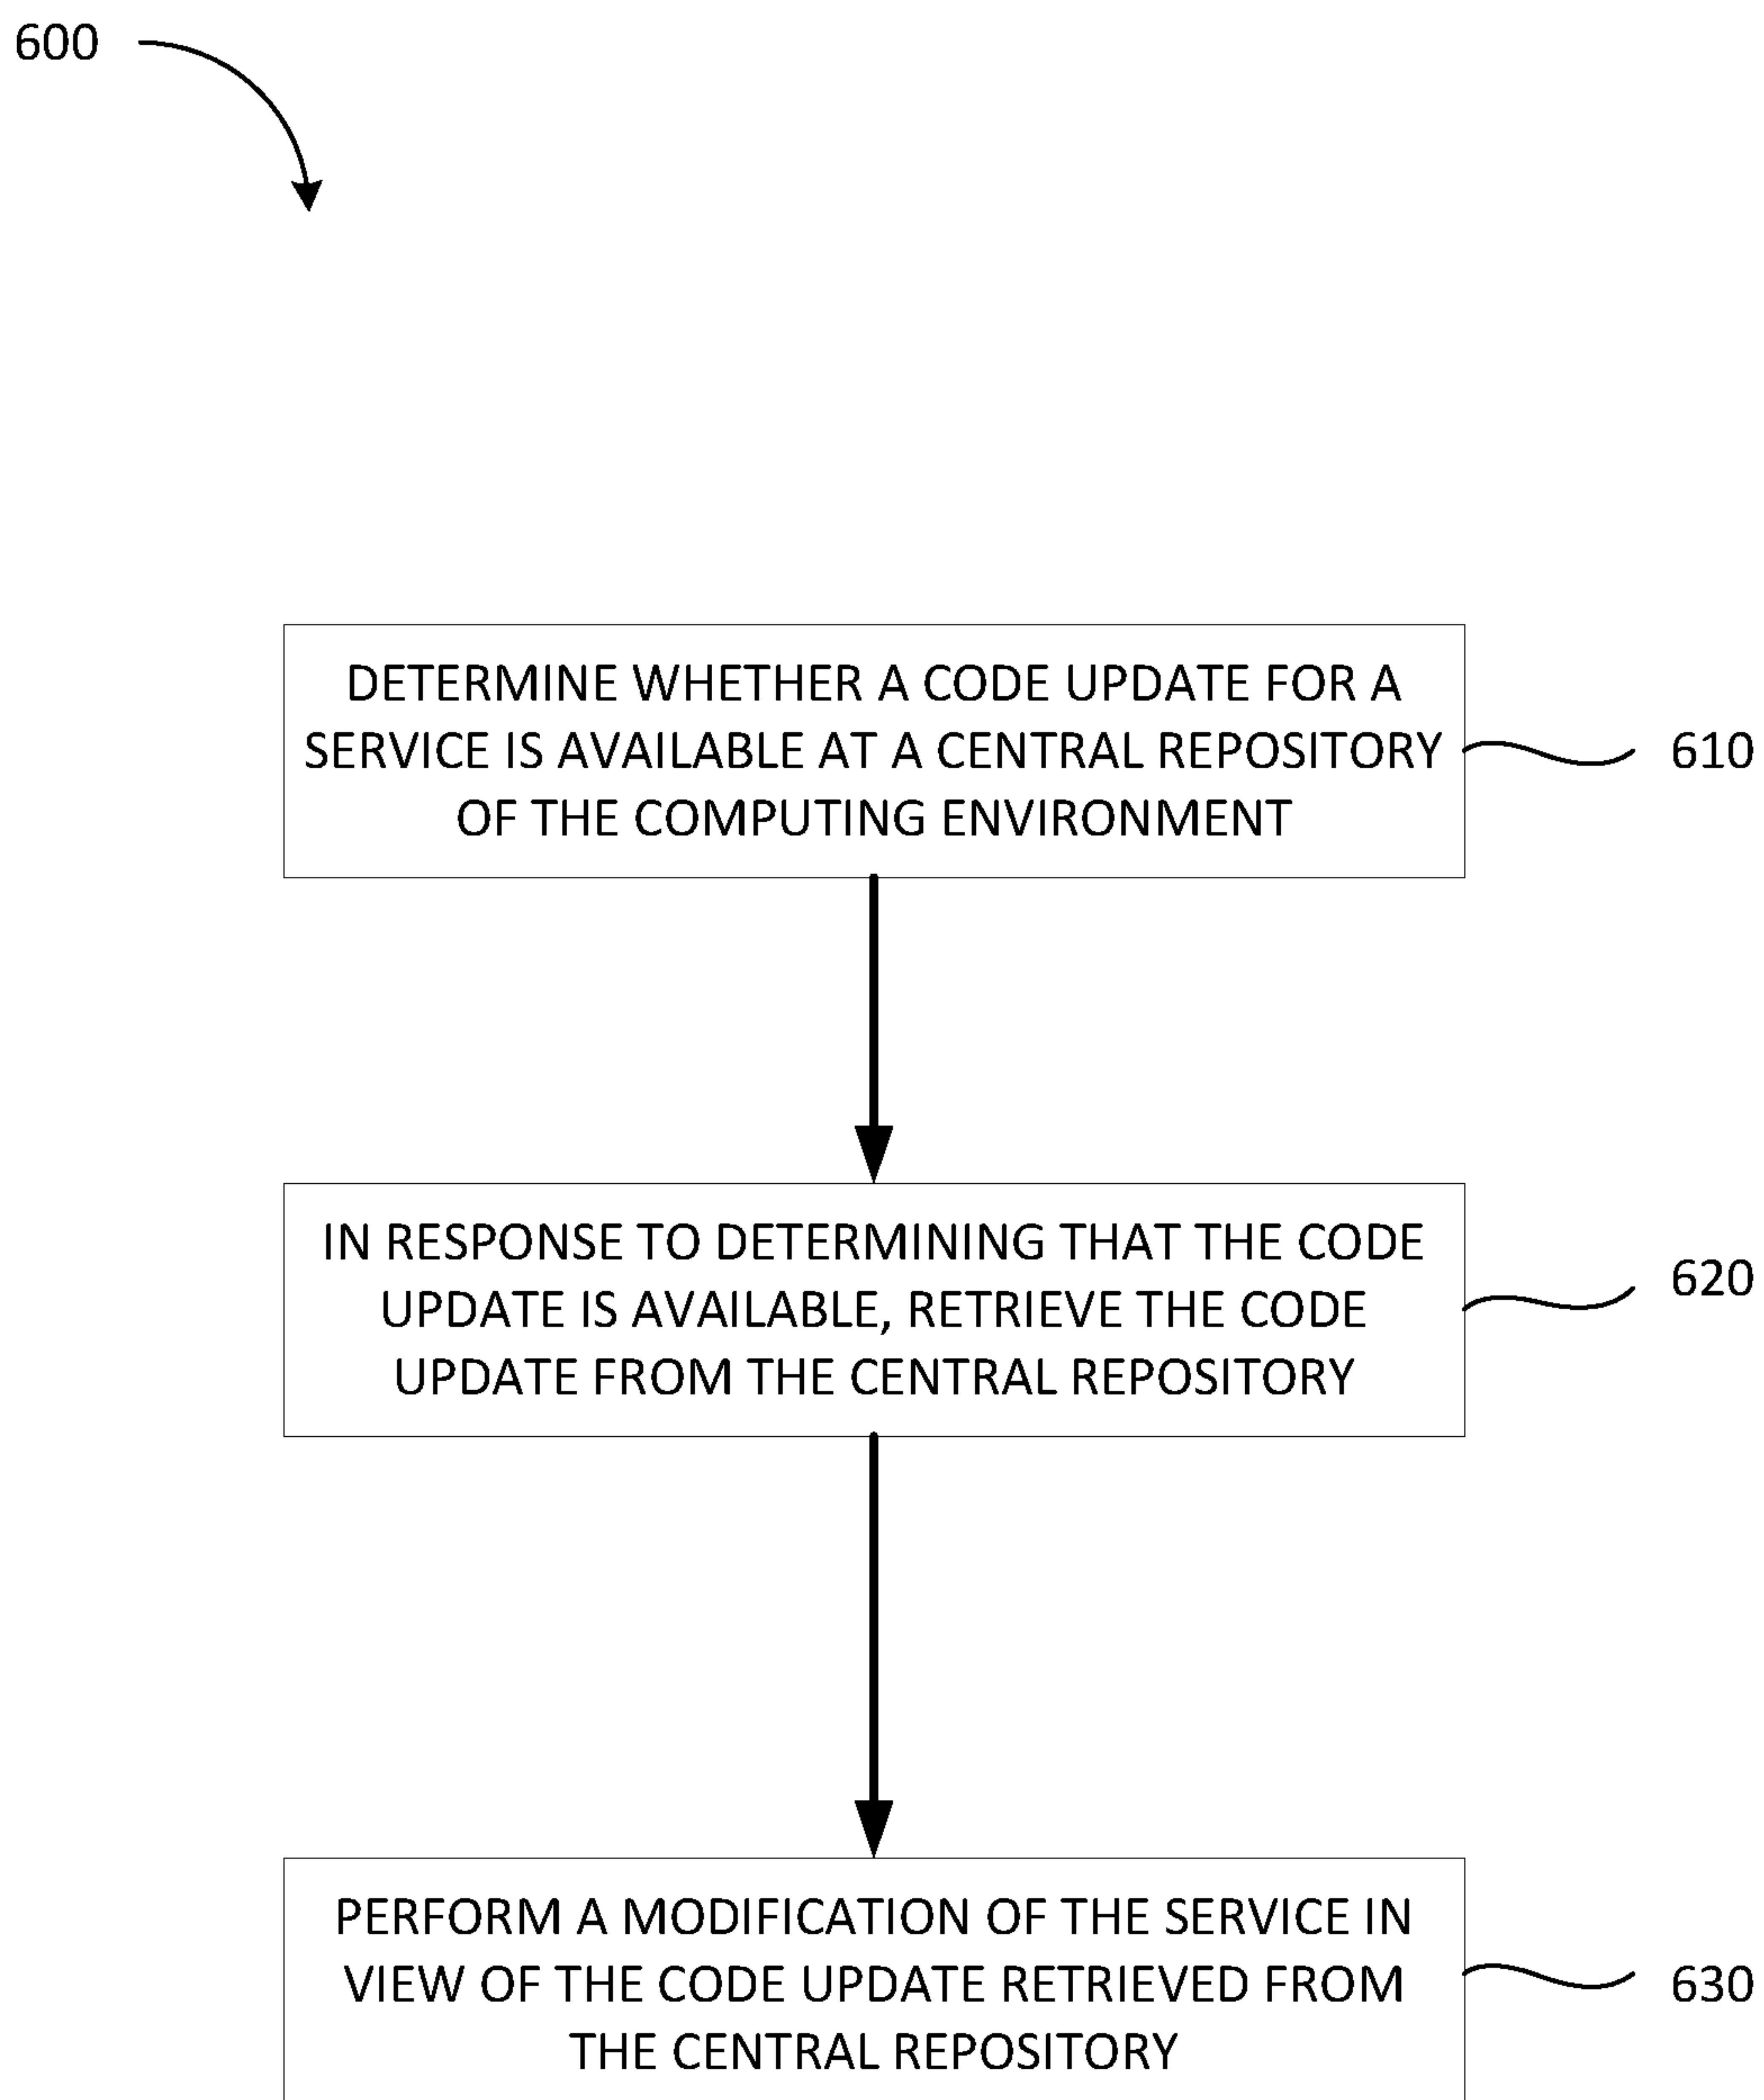 600
DETERMINE WHETHER A CODE UPDATE FOR A
SERVICE IS AVAILABLE AT A CENTRAL REPOSITORY
OF THE COMPUTING ENVIRONMENT
610
IN RESPONSE TO DETERMINING THAT THE CODE
UPDATE IS AVAILABLE, RETRIEVE THE CODE
UPDATE FROM THE CENTRAL REPOSITORY
620
PERFORM A MODIFICATION OF THE SERVICE IN
VIEW OF THE CODE UPDATE RETRIEVED FROM
THE CENTRAL REPOSITORY
630